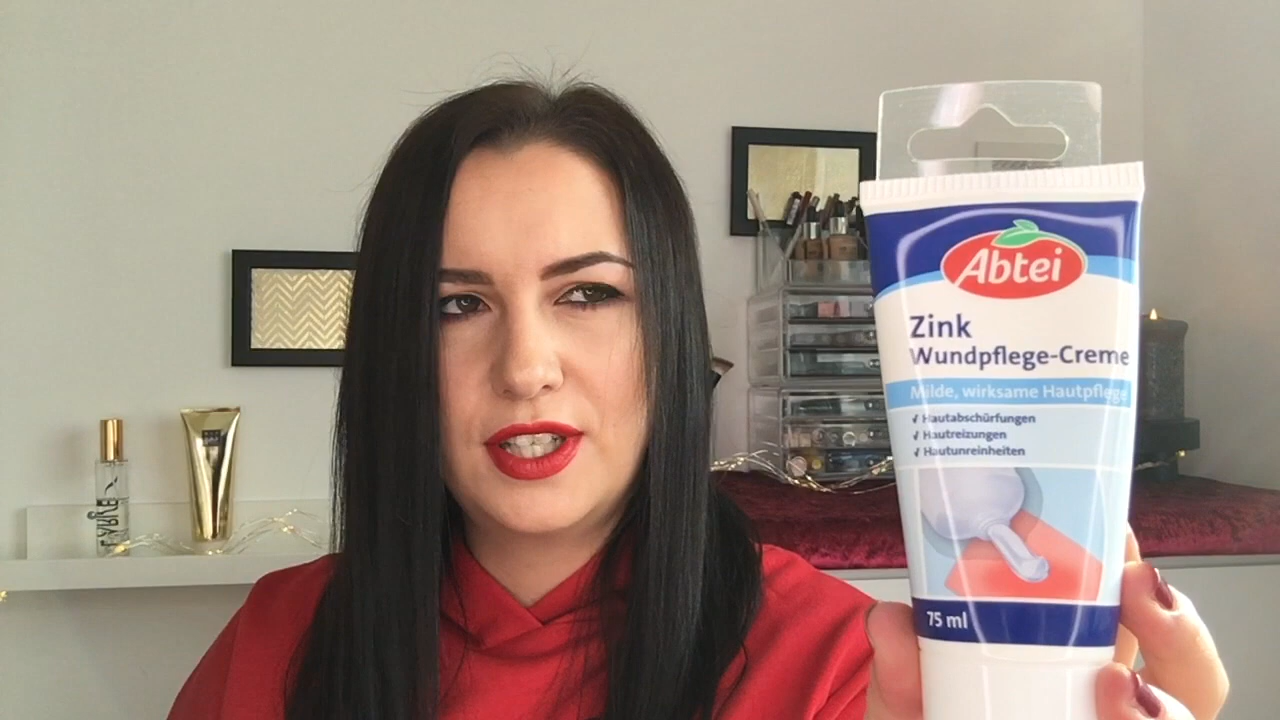 Abtei
Zink
Wundpflege-Creme
Milde, wirksame Hautpflege
√ Hautabschürfungen
√ Hautreizungen
√ Hautunreinheiten
75 ml